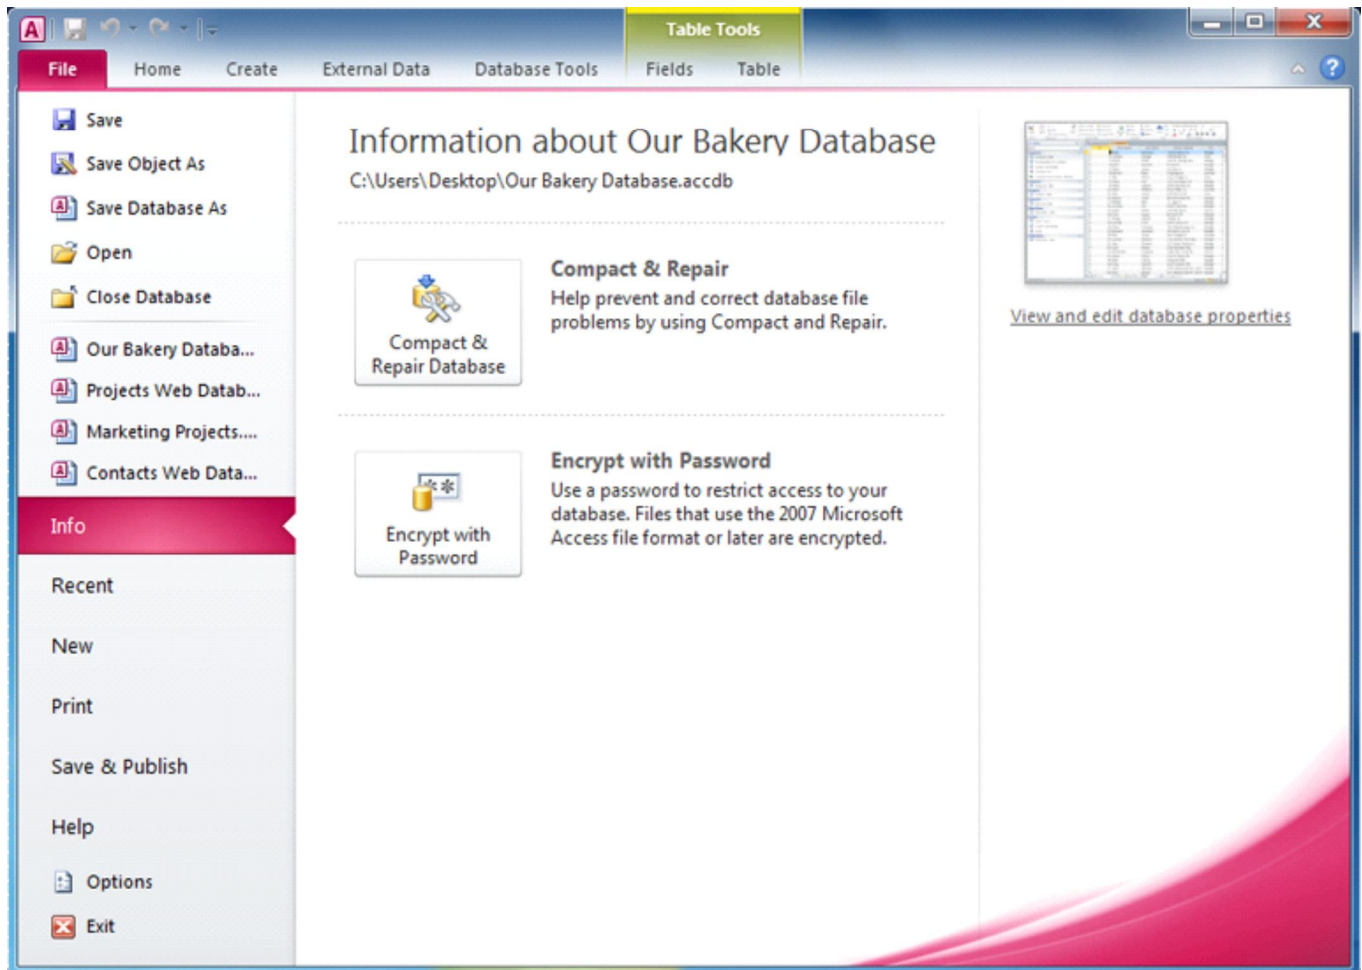 Table Tools
File Home Create External Data Database Tools Fields Table
Save
Save Object As
Save Database As
Open
Close Database
Our Bakery Databa...
Projects Web Datab...
Marketing Projects....
Contacts Web Data...
Info
Recent
New
Print
Save & Publish
Help
Options
Exit
Information about Our Bakery Database
C:\Users\Desktop\Our Bakery Database.accdb
Compact &
Repair Database
Compact & Repair
Help prevent and correct database file
problems by using Compact and Repair.
Encrypt with
Password
Encrypt with Password
Use a password to restrict access to your
database. Files that use the 2007 Microsoft
Access file format or later are encrypted.
View and edit database properties